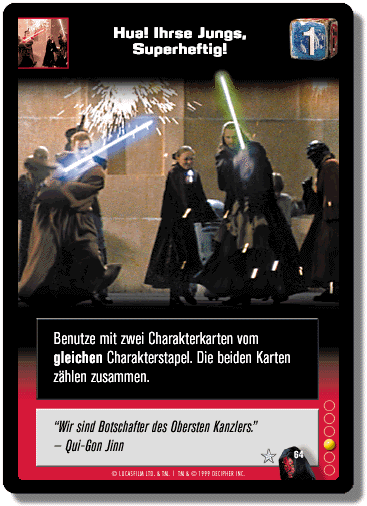 Hua! Ihrse Jungs,
Superheftig!
1
Benutze mit zwei Charakterkarten vom
gleichen Charakterstapel. Die beiden Karten
zählen zusammen.
“Wir sind Botschafter des Obersten Kanzlers.”
– Qui-Gon Jinn
64
© LUCASFILM LTD. & TM. | TM & © 1999 DECIPHER INC.